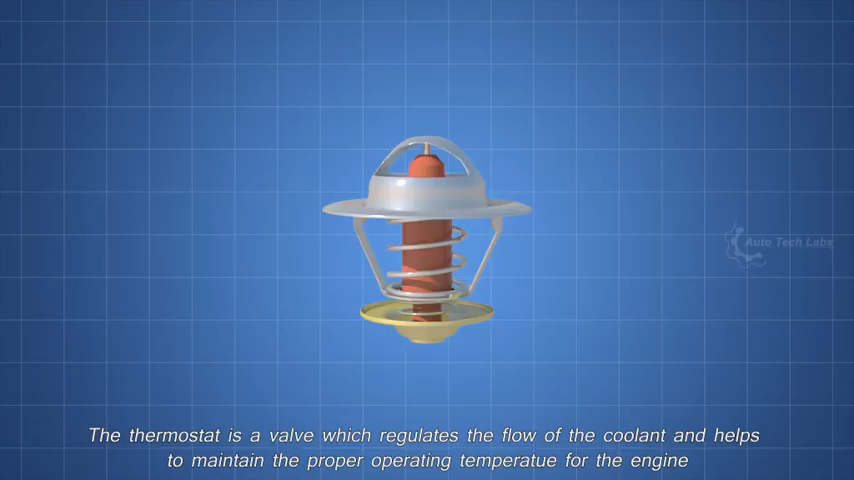 Auto Tech Labs
The thermostat is a valve which regulates the flow of the coolant and helps
to maintain the proper operating temperatue for the engine